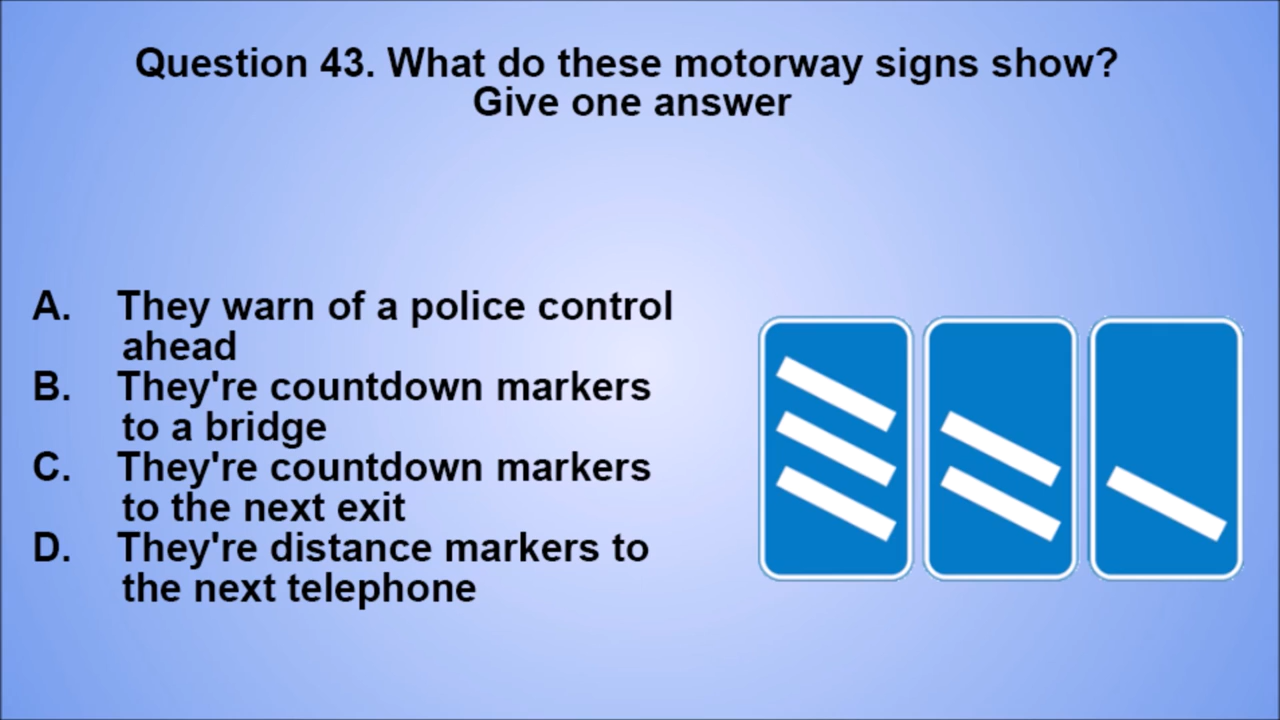 Question 43. What do these motorway signs show?
Give one answer
A. They warn of a police control
ahead
B. They're countdown markers
to a bridge
C. They're countdown markers
to the next exit
D. They're distance markers to
the next telephone